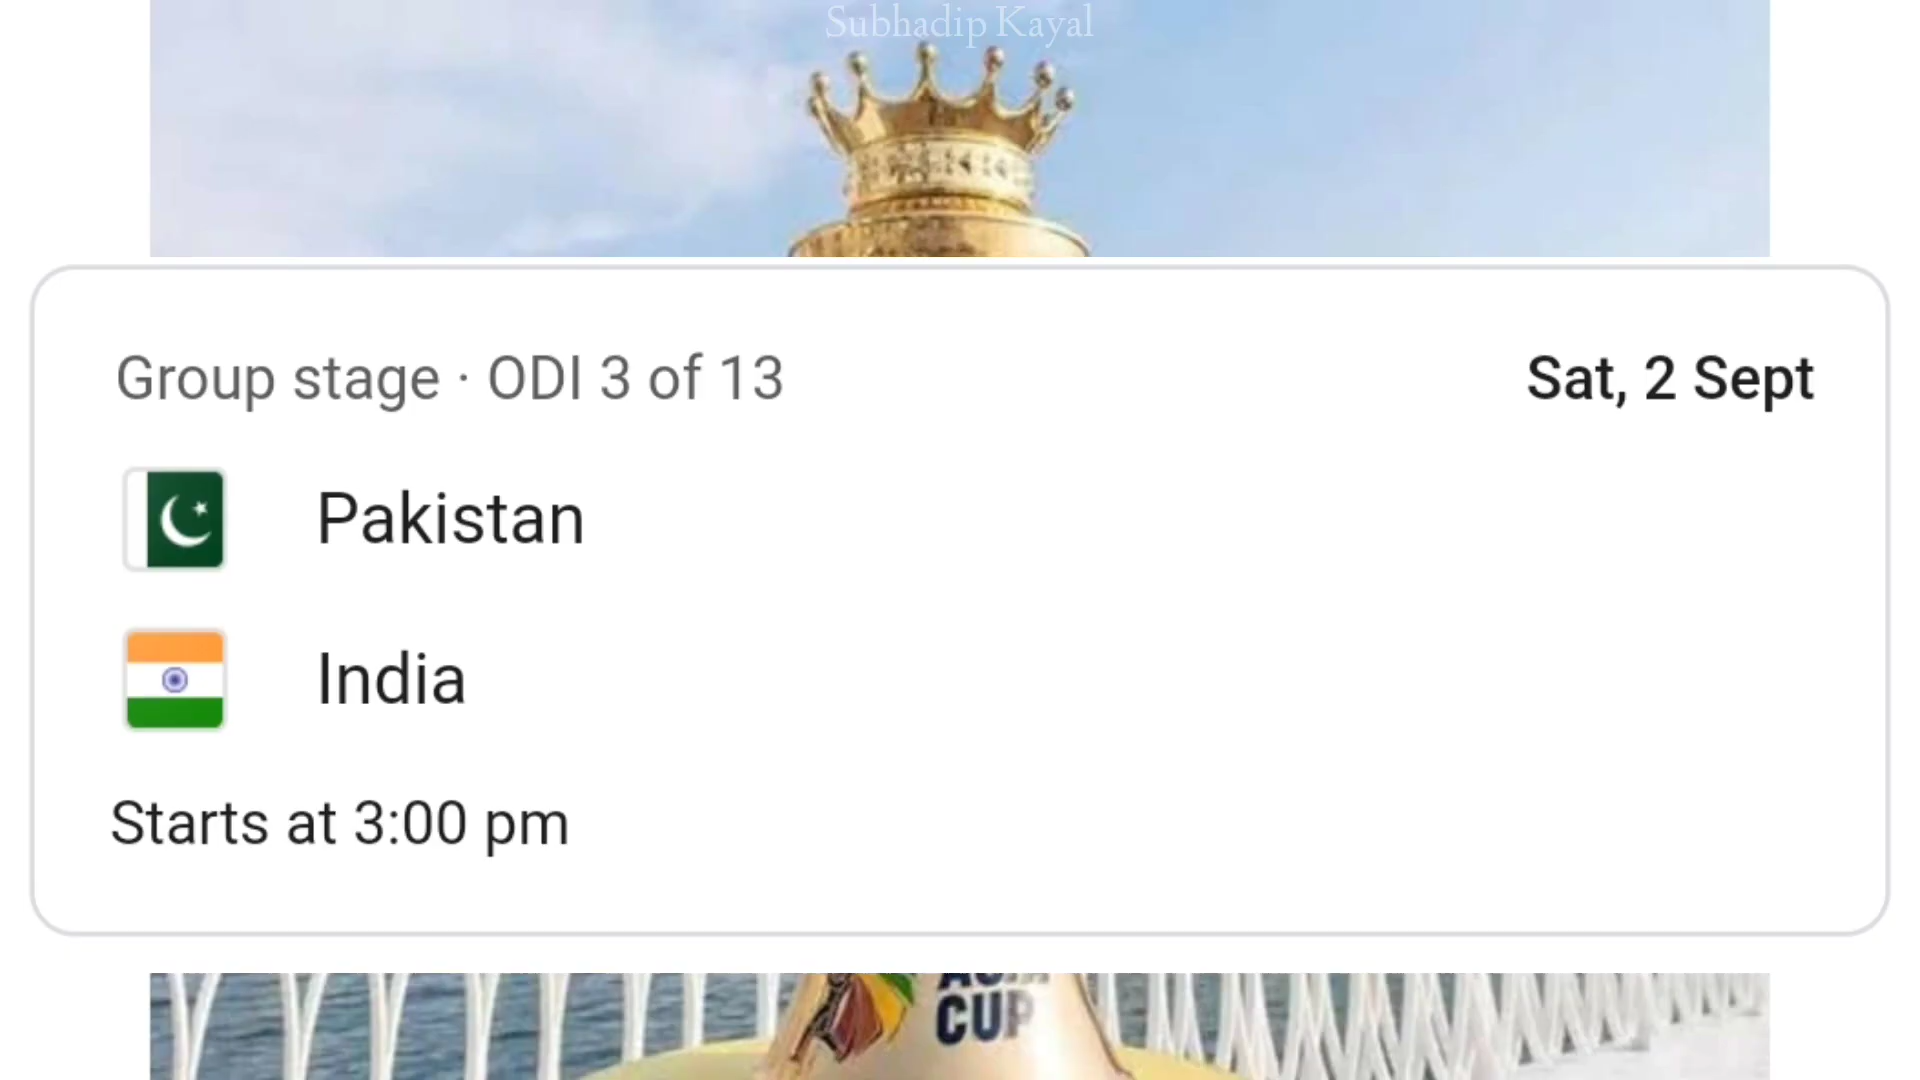 Subhadip Kayal
Group stage · ODI 3 of 13
Sat, 2 Sept
Pakistan
India
Starts at 3:00 pm
ASIA
CUP